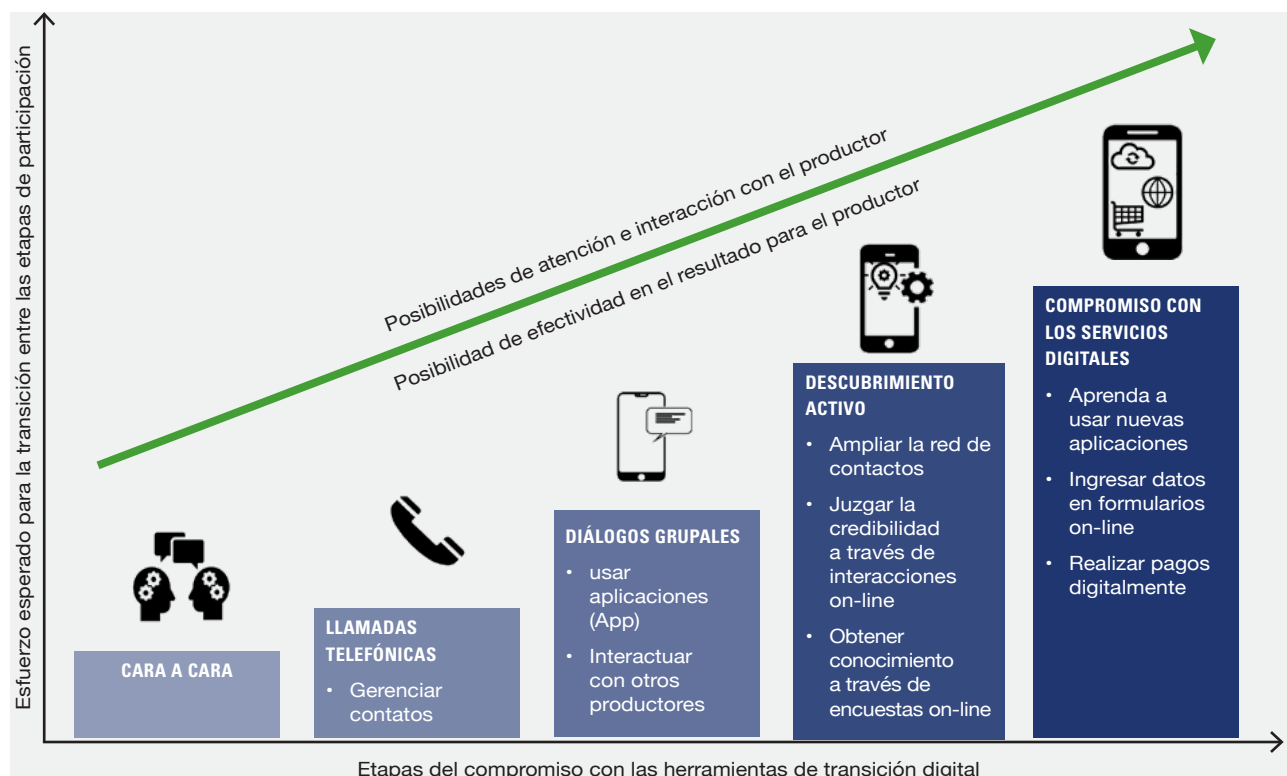 Esfuerzo esperado para la transición entre las etapas de participación
Posibilidades de atención e interacción con el productor
Posibilidad de efectividad en el resultado para el productor
CARA A CARA
LLAMADAS
TELEFÓNICAS
• Gerenciar
contatos
DIÁLOGOS GRUPALES
• usar
aplicaciones
(App)
• Interactuar
con otros
productores
DESCUBRIMIENTO
ACTIVO
• Ampliar la red de
contactos
• Juzgar la
credibilidad
a través de
interacciones
on-line
• Obtener
conocimiento
a través de
encuestas on-line
COMPROMISO CON
LOS SERVICIOS
DIGITALES
• Aprenda a
usar nuevas
aplicaciones
• Ingresar datos
en formularios
on-line
• Realizar pagos
digitalmente
Etapas del compromiso con las herramientas de transición digital